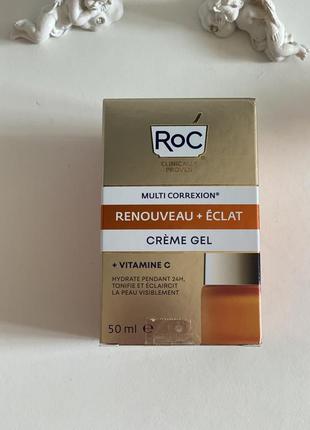 RoC®
CLINICALLY
PROVEN
MULTI CORREXION®
RENOUVEAU + ÉCLAT
CRÈME GEL
+ VITAMINE C
HYDRATE PENDANT 24H,
TONIFIE ET ÉCLAIRCIT
LA PEAU VISIBLEMENT
50 ml ℮